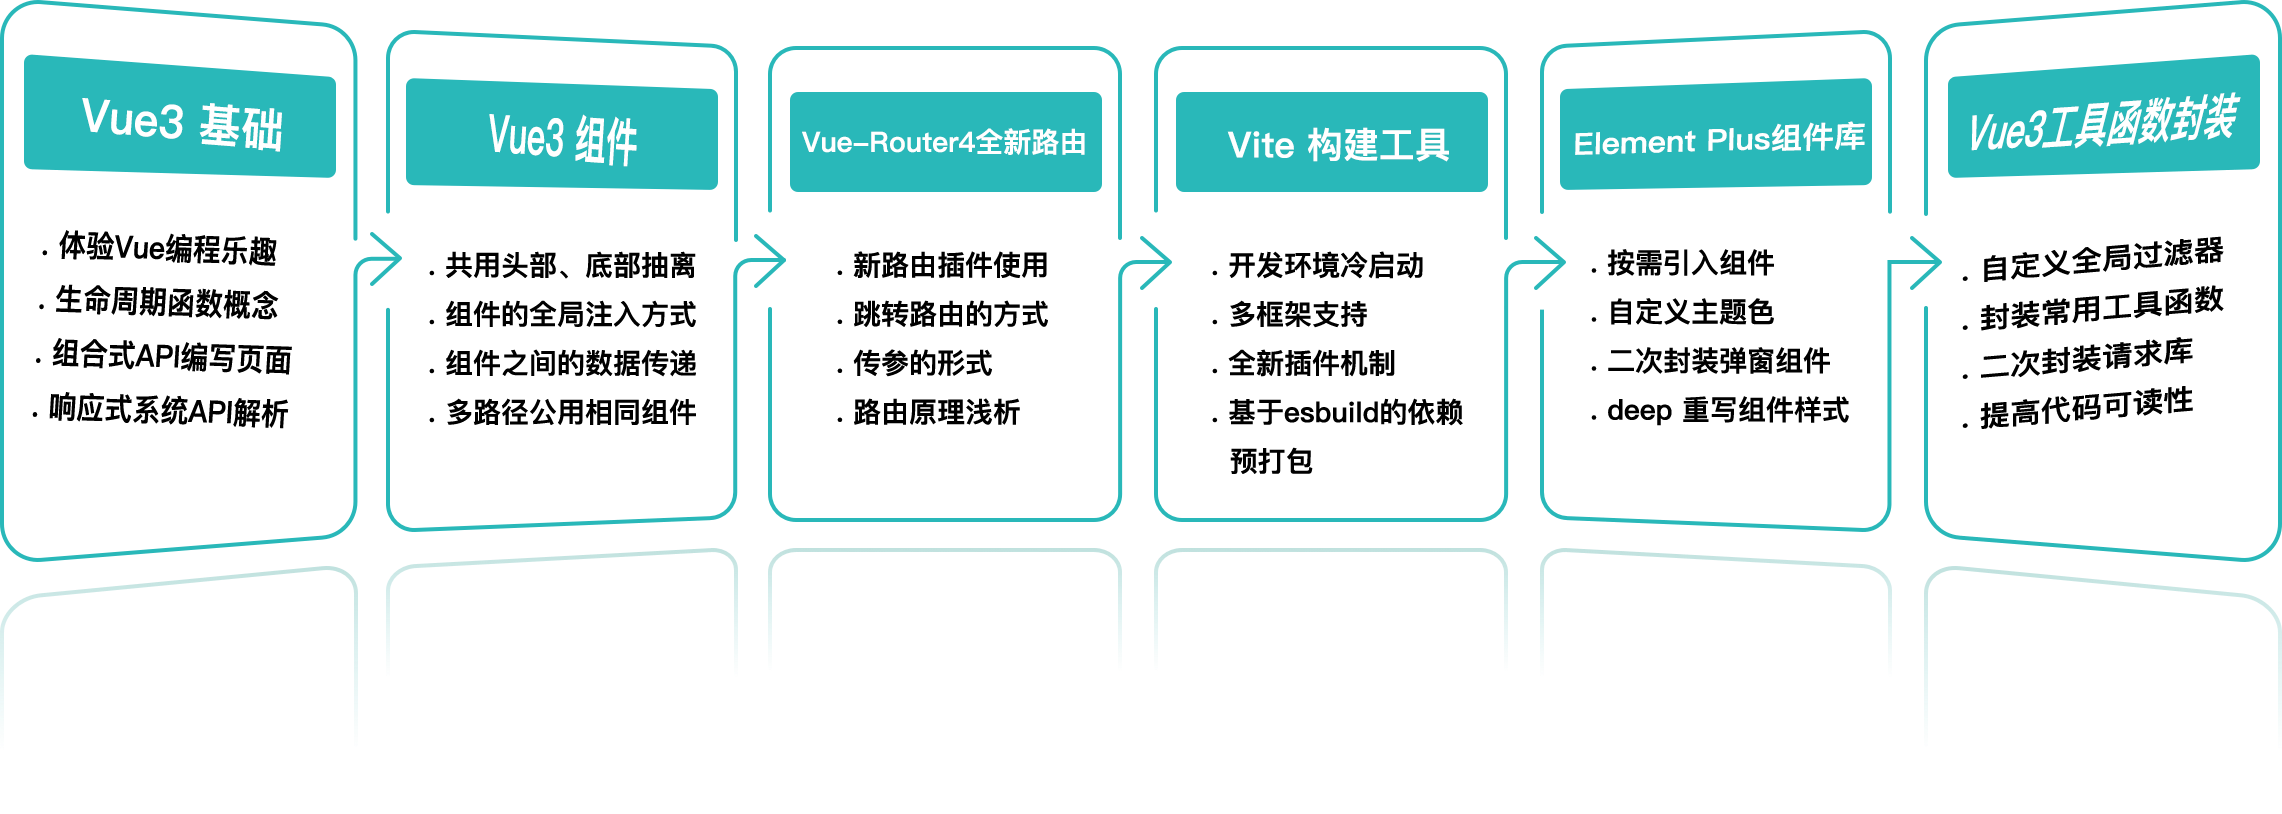 Vue3 基础
. 体验Vue编程乐趣
. 生命周期函数概念
. 组合式API编写页面
. 响应式系统API解析
Vue3 组件
. 共用头部、底部抽离
. 组件的全局注入方式
. 组件之间的数据传递
. 多路径公用相同组件
Vue-Router4全新路由
. 新路由插件使用
. 跳转路由的方式
. 传参的形式
. 路由原理浅析
Vite 构建工具
. 开发环境冷启动
. 多框架支持
. 全新插件机制
. 基于esbuild的依赖
预打包
Element Plus组件库
. 按需引入组件
. 自定义主题色
. 二次封装弹窗组件
. deep 重写组件样式
Vue3工具函数封装
. 自定义全局过滤器
. 封装常用工具函数
. 二次封装请求库
. 提高代码可读性